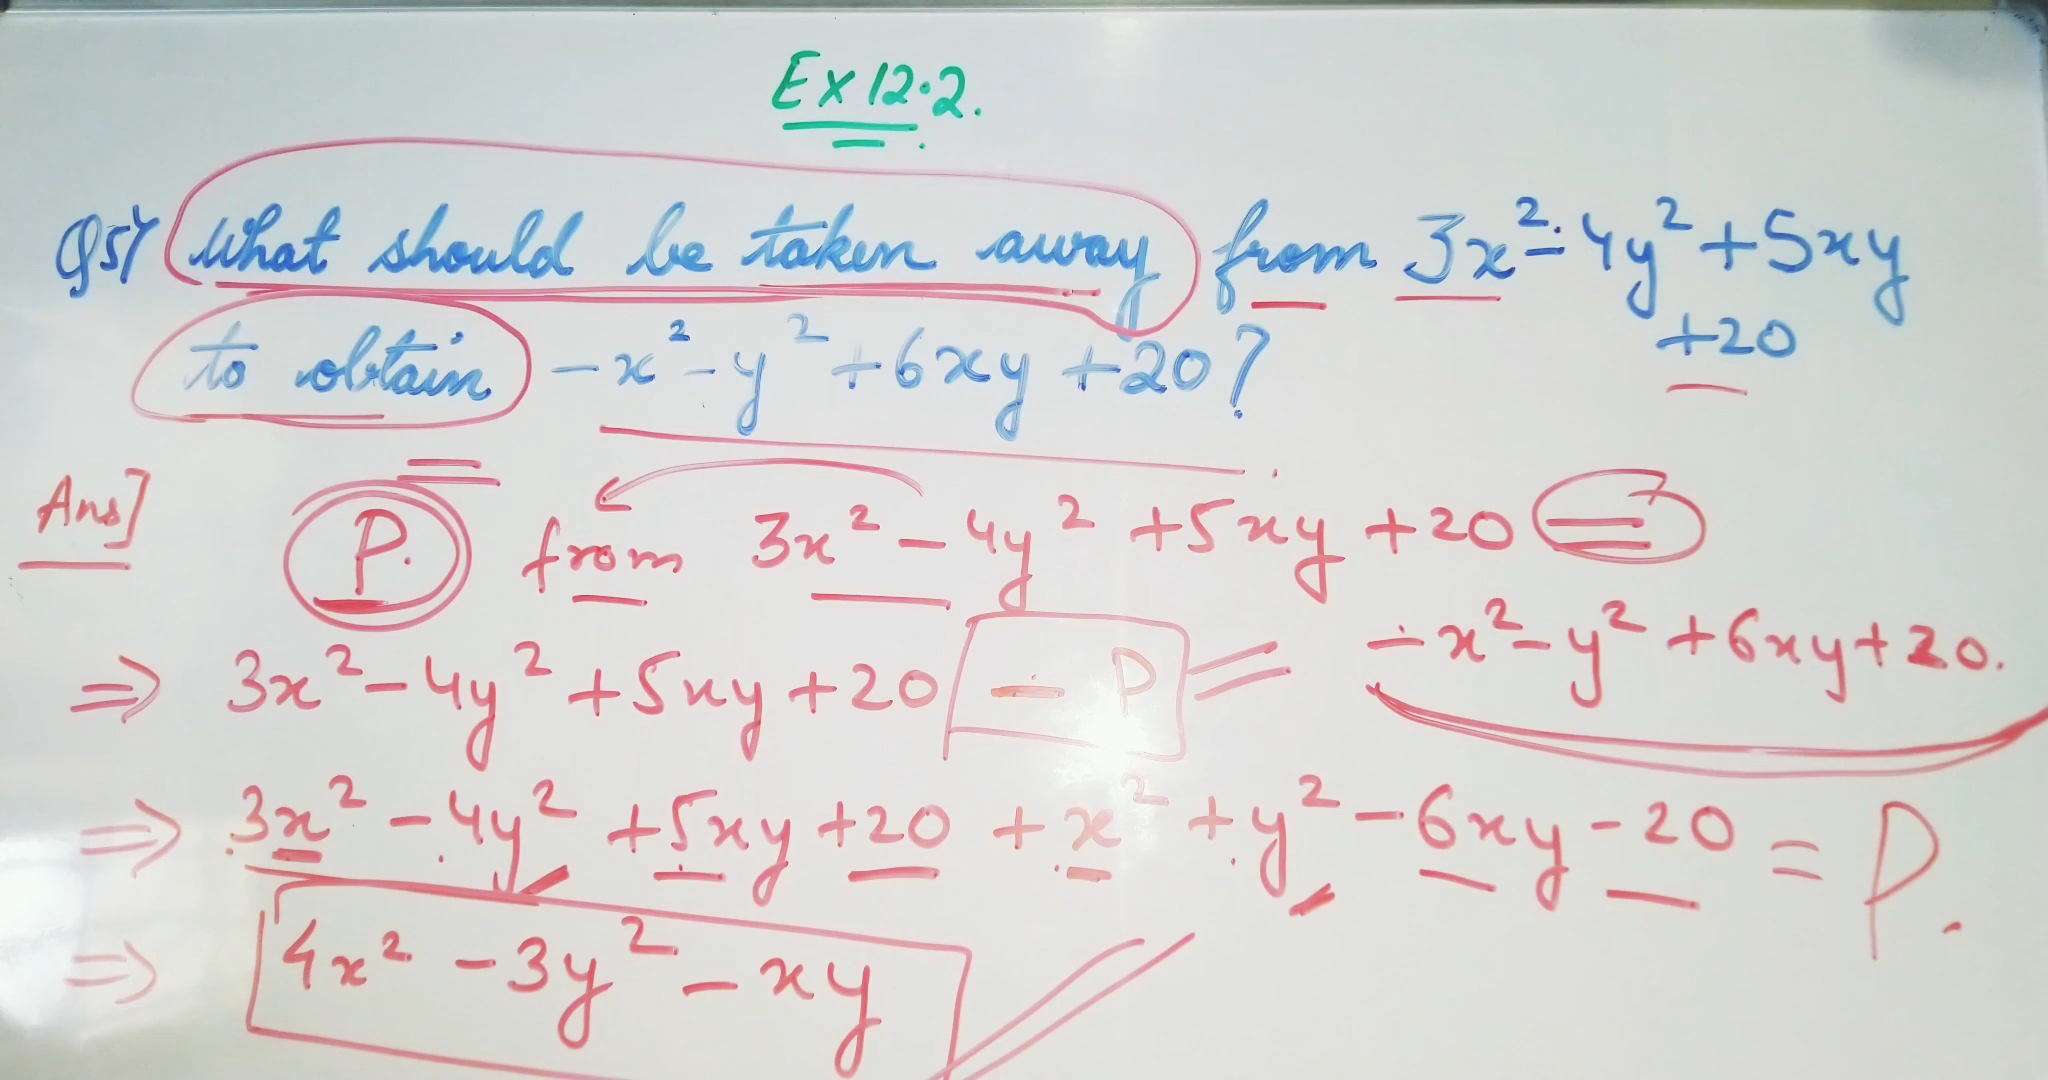 Ex 12.2.
Q5) What should be taken away from 3x² - 4y² + 5xy
+20
to obtain -x² - y² + 6xy + 20?
Ans] P. from 3x² - 4y² + 5xy + 20 =
- x² - y² + 6xy + 20.
⇒ 3x² - 4y² + 5xy + 20 - P =
⇒ 3x² - 4y² + 5xy + 20 + x² + y² - 6xy - 20 = P.
⇒ 4x² - 3y² - xy